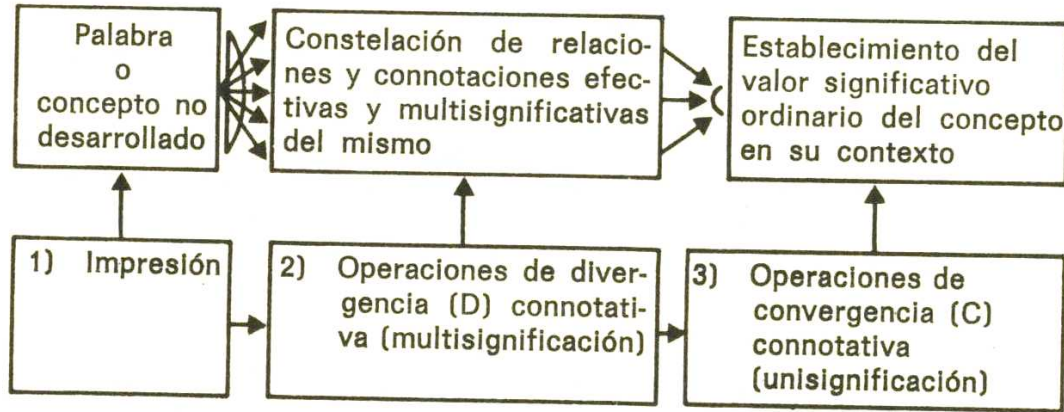 Palabra
o
concepto no
desarrollado
Constelación de relacio-
nes y connotaciones efec-
tivas y multisignificativas
del mismo
Establecimiento del
valor significativo
ordinario del concepto
en su contexto
1) Impresión
2) Operaciones de diver-
gencia (D) connotati-
va (multisignificación)
3) Operaciones de
convergencia (C)
connotativa
(unisignificación)